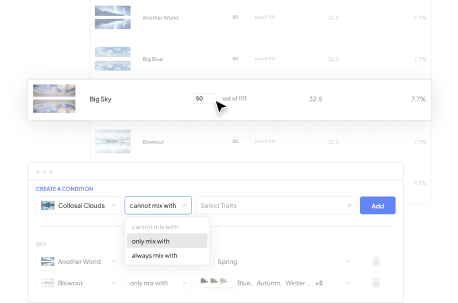 Another World 50 out of 1111 32.5 7.7%
Big Blue 50 out of 1111 32.5 7.7%
Big Sky 50 out of 1111 32.5 7.7%
Blowout 50 out of 1111 32.5 7.7%
7.7%
CREATE A CONDITION
Collosal Clouds cannot mix with Select Traits Add
cannot mix with
only mix with
always mix with
SKY
Another World Spring
Blowout only mix with Blue, Autumn, Winter... +5